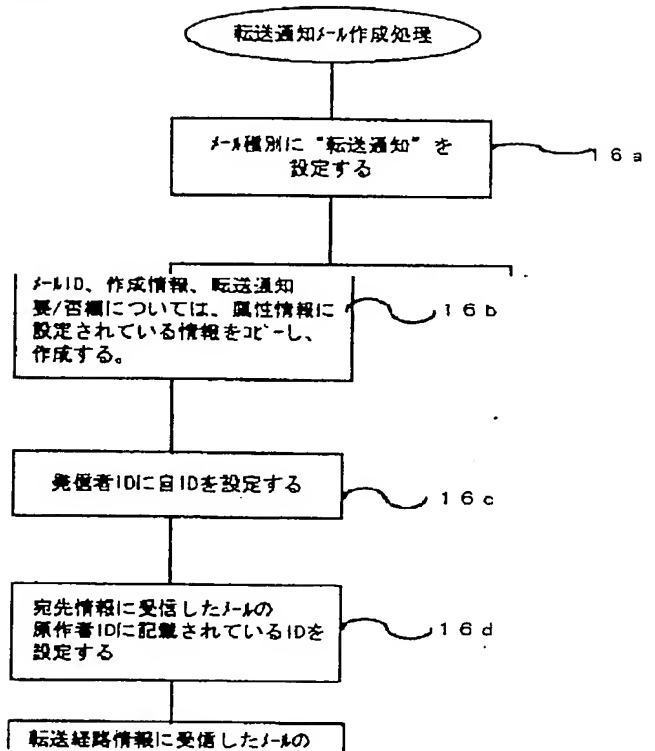 転送通知メール作成処理
メール種別に“転送通知”を
設定する
16a
メールID、作成情報、転送通知
要/否欄については、属性情報に
設定されている情報をコピーし、
作成する。
16b
発信者IDに自IDを設定する
16c
宛先情報に受信したメールの
原作者IDに記載されているIDを
設定する
16d
転送経路情報に受信したメールの